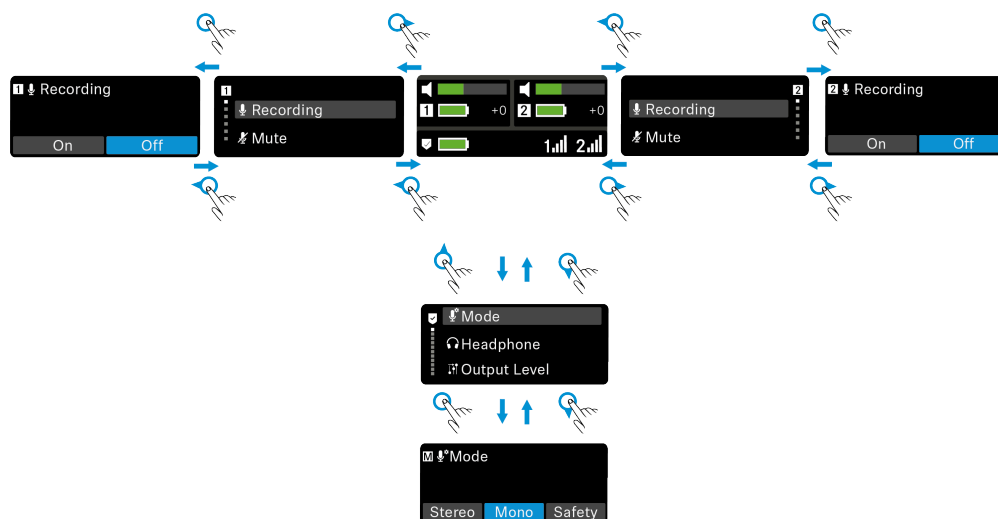 1 Recording
On Off
1
Recording
Mute
1 +0 2 +0
1 2
2
Recording
Mute
2 Recording
On Off
Mode
Headphone
Output Level
M Mode
Stereo Mono Safety